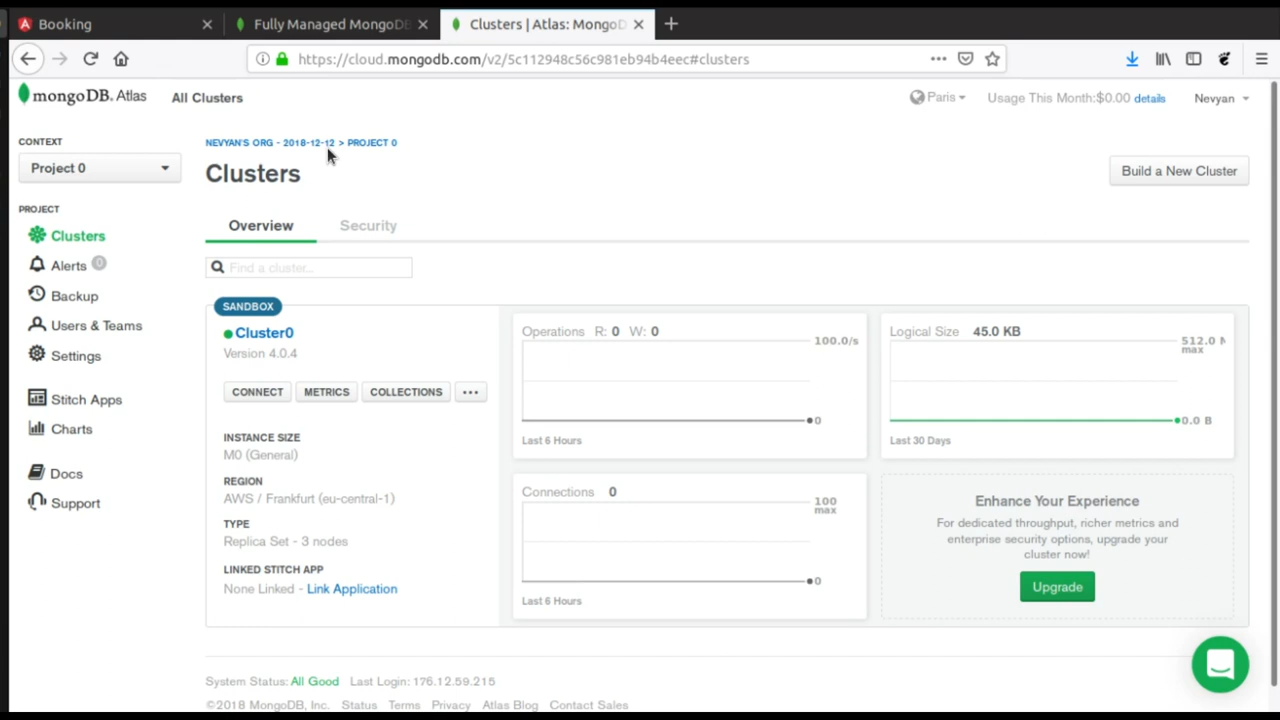 Booking
Fully Managed MongoDB
Clusters | Atlas: MongoD
https://cloud.mongodb.com/v2/5c112948c56c981eb94b4eec#clusters
mongoDB. Atlas
All Clusters
Paris
Usage This Month:$0.00 details
Nevyan
CONTEXT
Project 0
NEVYAN'S ORG - 2018-12-12 > PROJECT 0
Clusters
Build a New Cluster
PROJECT
Clusters
Alerts 0
Backup
Users & Teams
Settings
Stitch Apps
Charts
Docs
Support
Overview
Security
Find a cluster...
SANDBOX
Cluster0
Version 4.0.4
CONNECT
METRICS
COLLECTIONS
...
INSTANCE SIZE
M0 (General)
REGION
AWS / Frankfurt (eu-central-1)
TYPE
Replica Set - 3 nodes
LINKED STITCH APP
None Linked - Link Application
Operations R: 0 W: 0
100.0/s
0
Last 6 Hours
Logical Size 45.0 KB
512.0 M
max
0.0 B
Last 30 Days
Connections 0
100
max
0
Last 6 Hours
Enhance Your Experience
For dedicated throughput, richer metrics and
enterprise security options, upgrade your
cluster now!
Upgrade
System Status: All Good Last Login: 176.12.59.215
©2018 MongoDB, Inc. Status Terms Privacy Atlas Blog Contact Sales